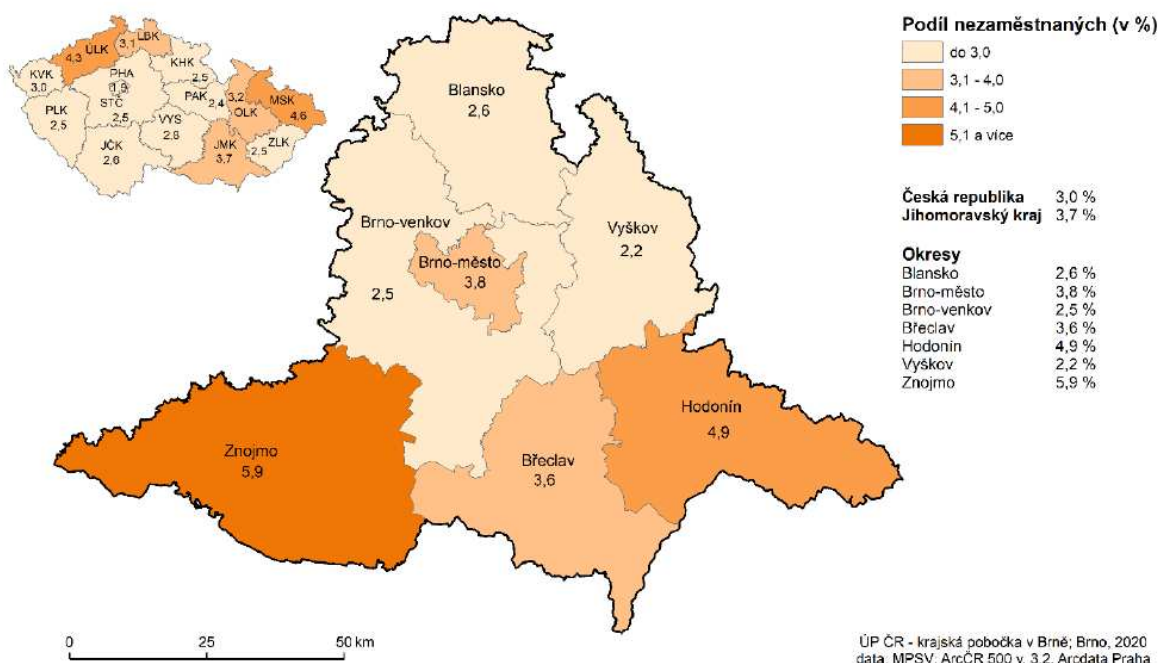 ÚLK
4,3
LBK
3,1
KVK
3,0
KHK
2,5
PHA
1,9
STČ
2,5
PAK
2,4
PLK
2,5
VYS
2,8
JČK
2,6
3,2
OLK
MSK
4,6
JMK
3,7
ZLK
2,5
Podíl nezaměstnaných (v %)
do 3,0
3,1 - 4,0
4,1 - 5,0
5,1 a více
Česká republika 3,0 %
Jihomoravský kraj 3,7 %
Okresy
Blansko 2,6 %
Brno-město 3,8 %
Brno-venkov 2,5 %
Břeclav 3,6 %
Hodonín 4,9 %
Vyškov 2,2 %
Znojmo 5,9 %
Blansko
2,6
Brno-venkov
2,5
Vyškov
2,2
Brno-město
3,8
Znojmo
5,9
Břeclav
3,6
Hodonín
4,9
0 25 50 km
ÚP ČR - krajská pobočka v Brně; Brno, 2020
data: MPSV; ArcČR 500 v. 3.2, Arcdata Praha